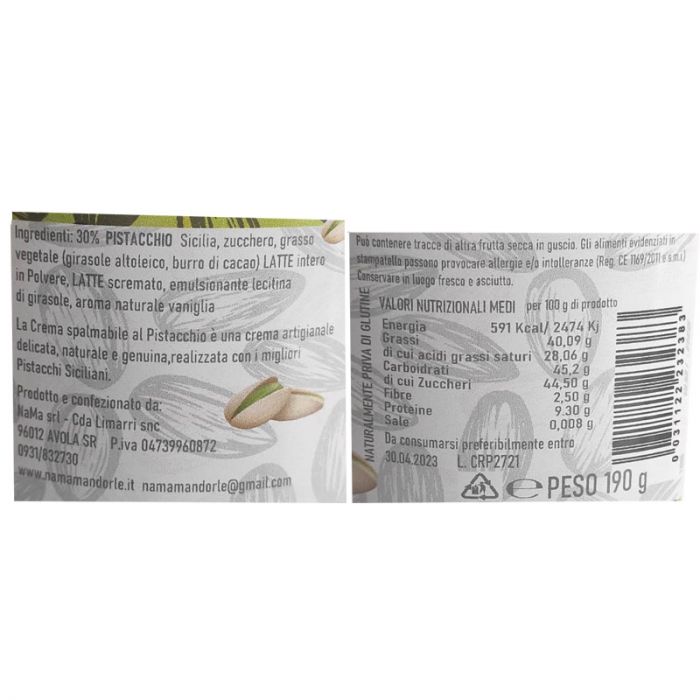 Ingredienti: 30% PISTACCHIO Sicilia, zucchero, grasso
vegetale (girasole altoleico, burro di cacao) LATTE intero
in Polvere, LATTE scremato, emulsionante lecitina
di girasole, aroma naturale vaniglia
La Crema spalmabile al Pistacchio è una crema artigianale
delicata, naturale e genuina,realizzata con i migliori
Pistacchi Siciliani.
Prodotto e confezionato da:
NaMa srl - Cda Limarri snc
96012 AVOLA SR P.iva 04739960872
0931/832730
www.namamandorle.it namamandorle@gmail.com
Può contenere tracce di altra frutta secca in guscio. Gli alimenti evidenziati in
stampatello possono provocare allergie e/o intolleranze (Reg. CE 1169/2011 e s.m.i)
Conservare in luogo fresco e asciutto.
NATURALMENTE PRIVA DI GLUTINE
VALORI NUTRIZIONALI MEDI per 100 g di prodotto
Energia 591 Kcal/ 2474 Kj
Grassi 40,09 g
di cui acidi grassi saturi 28,06 g
Carboidrati 45,2 g
di cui Zuccheri 44,50 g
Fibre 2,50 g
Proteine 9.30 g
Sale 0,008 g
Da consumarsi preferibilmente entro
30.04.2023 L. CRP2721
e PESO 190 g
0031122232383